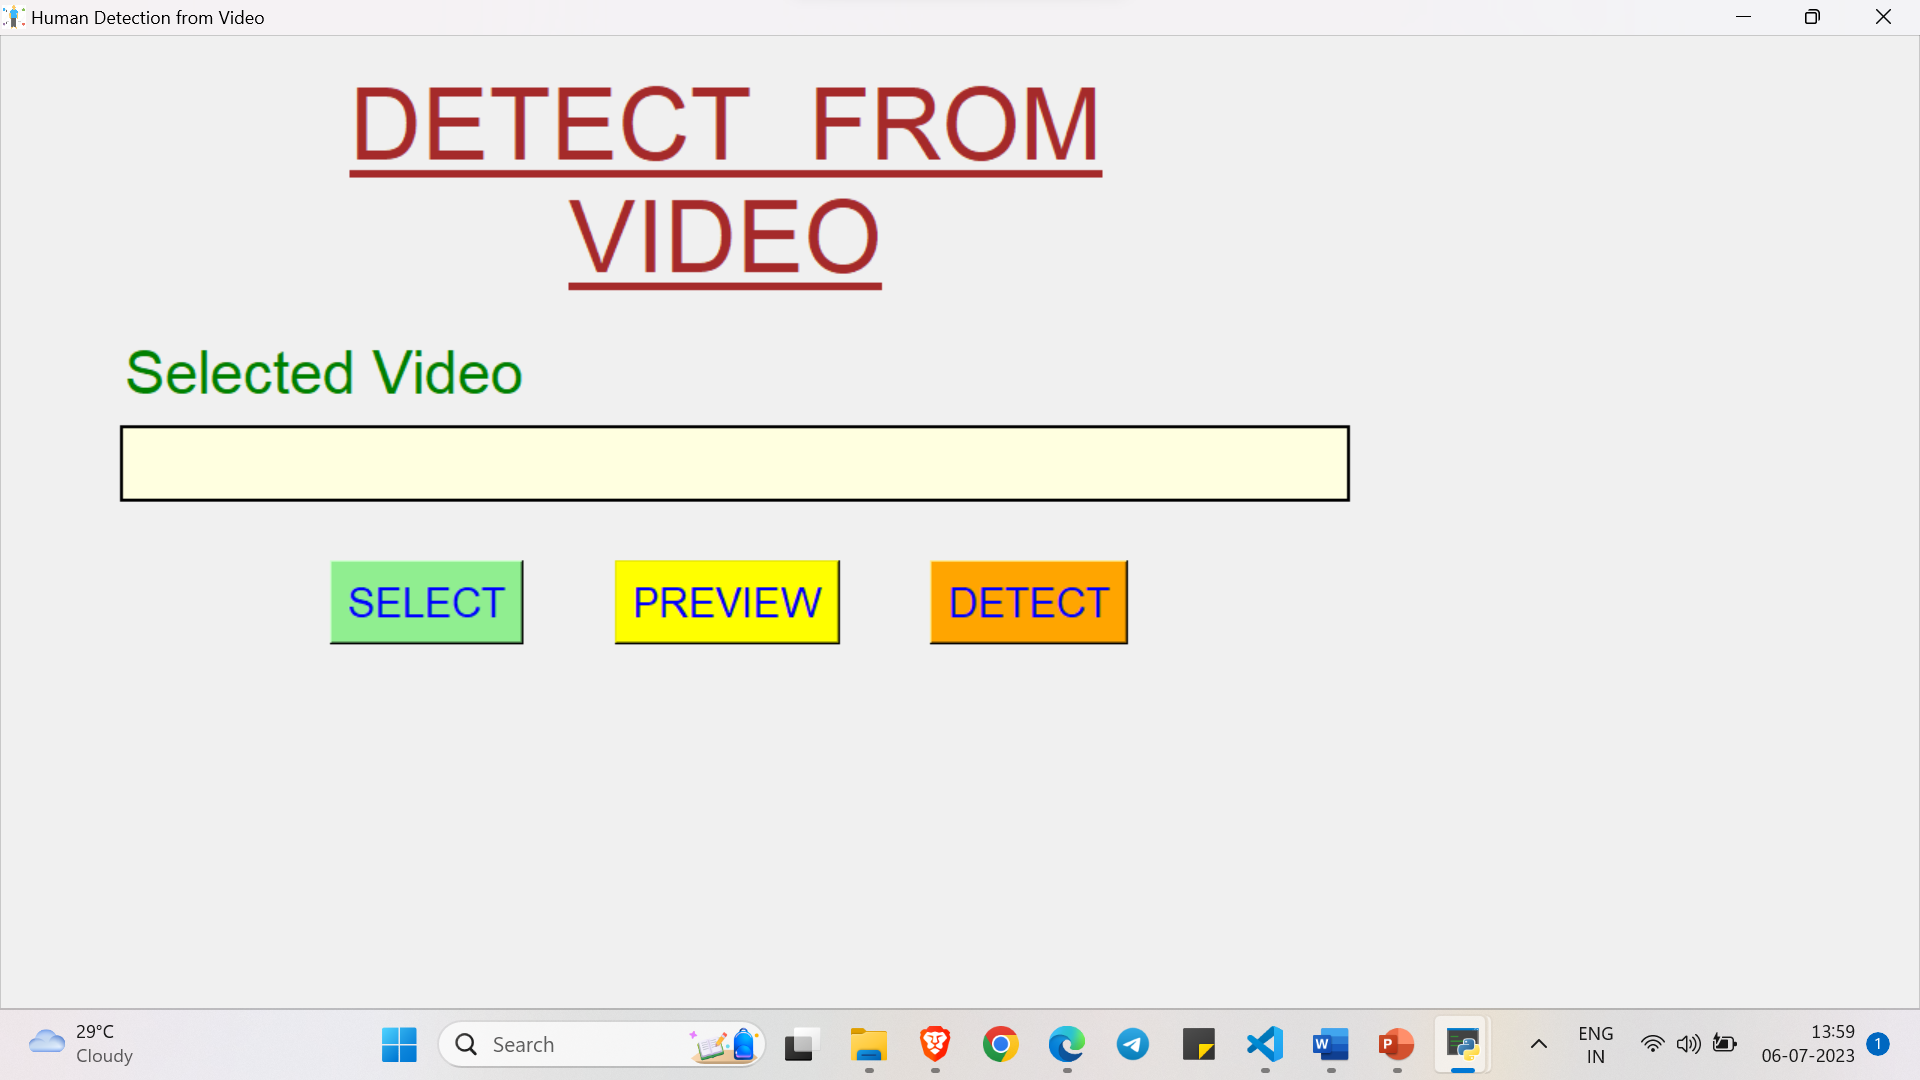 Human Detection from Video
DETECT FROM
VIDEO
Selected Video
SELECT PREVIEW DETECT
29°C
Cloudy
Search
W
P
ENG
IN
13:59
06-07-2023
1